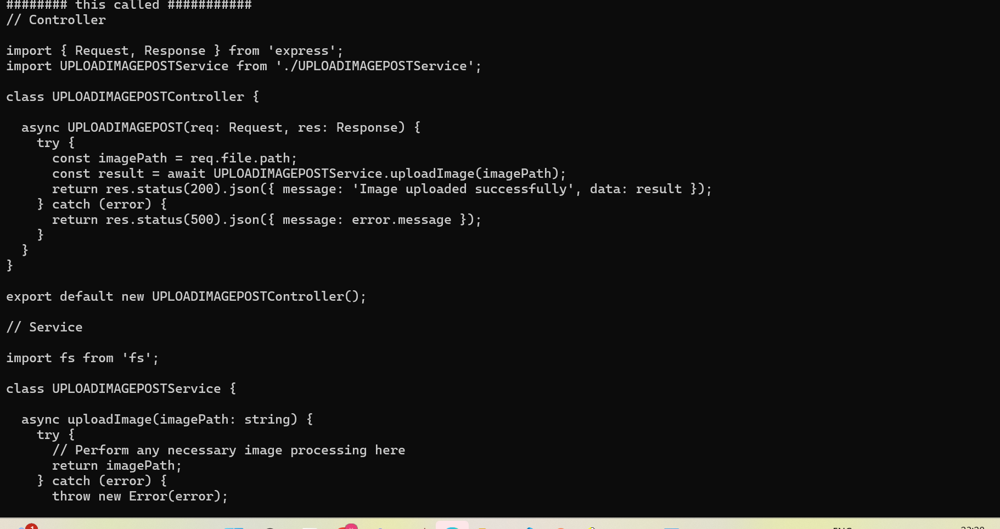 ######## this called ###########
// Controller
import { Request, Response } from 'express';
import UPLOADIMAGEPOSTService from './UPLOADIMAGEPOSTService';
class UPLOADIMAGEPOSTController {
  async UPLOADIMAGEPOST(req: Request, res: Response) {
    try {
      const imagePath = req.file.path;
      const result = await UPLOADIMAGEPOSTService.uploadImage(imagePath);
      return res.status(200).json({ message: 'Image uploaded successfully', data: result });
    } catch (error) {
      return res.status(500).json({ message: error.message });
    }
  }
}
export default new UPLOADIMAGEPOSTController();
// Service
import fs from 'fs';
class UPLOADIMAGEPOSTService {
  async uploadImage(imagePath: string) {
    try {
      // Perform any necessary image processing here
      return imagePath;
    } catch (error) {
      throw new Error(error);
1